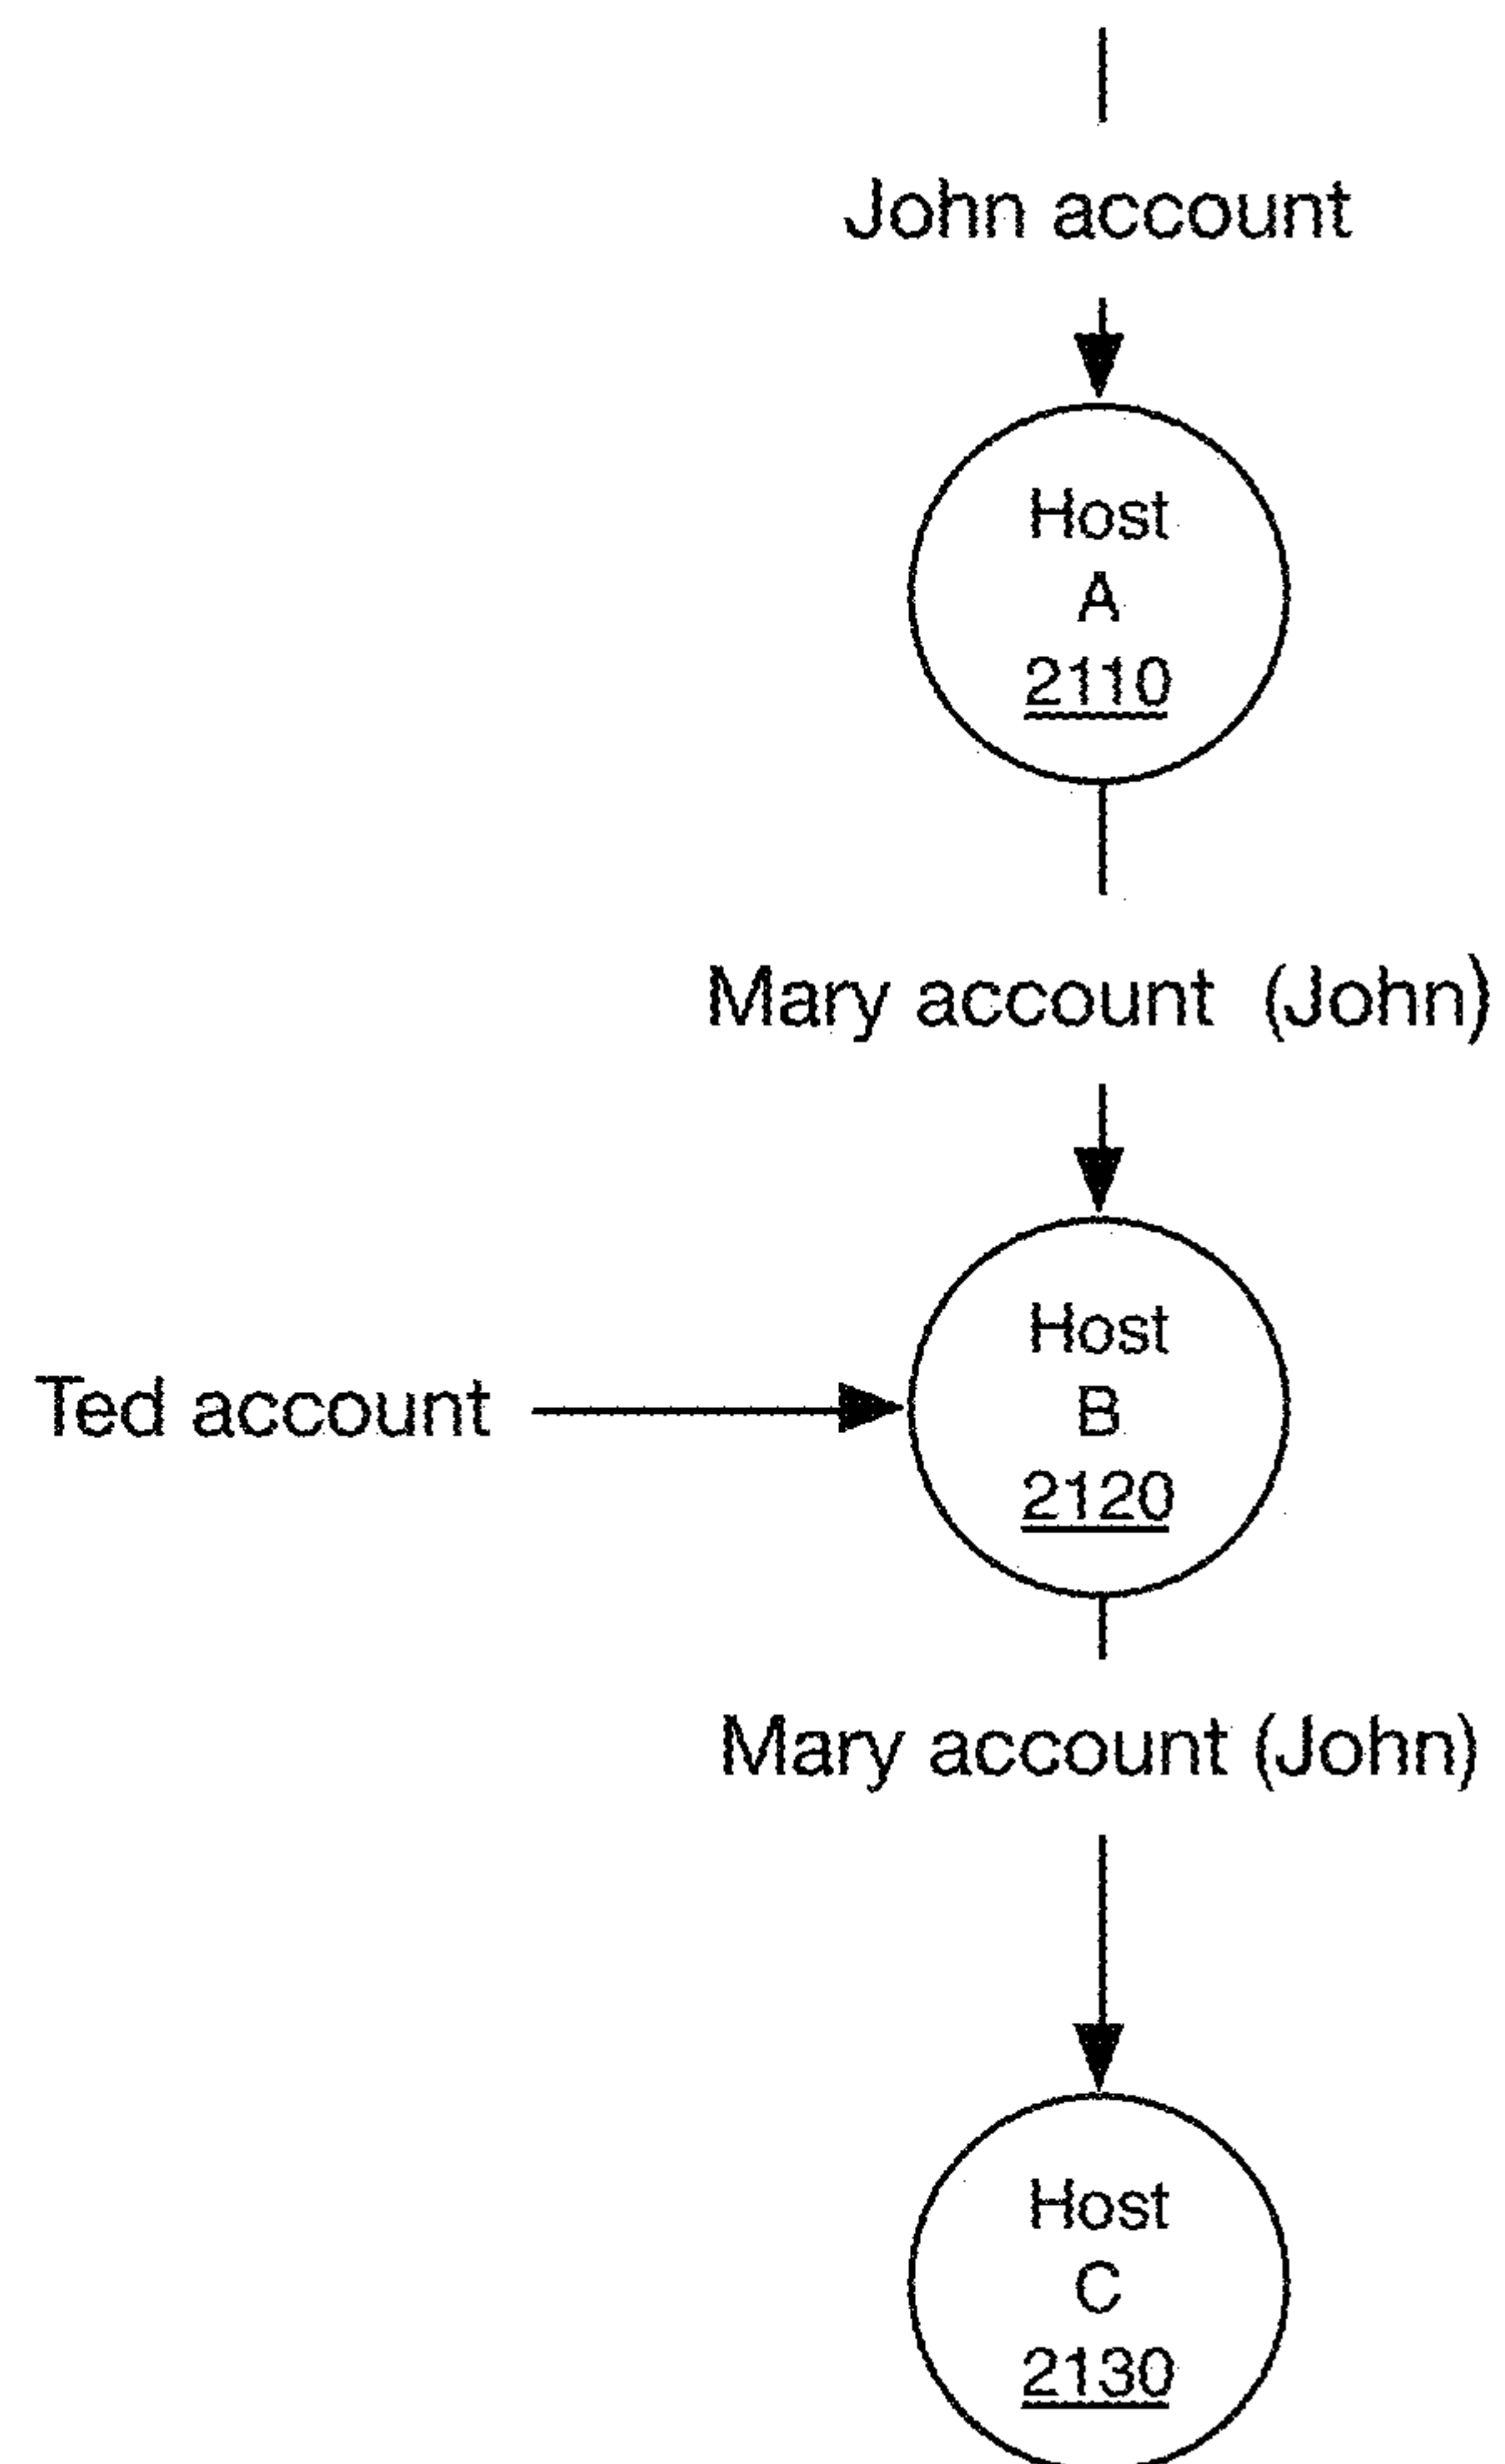 John account
Host
A
2110
Mary account (John)
Host
B
2120
Ted account
Mary account (John)
Host
C
2130